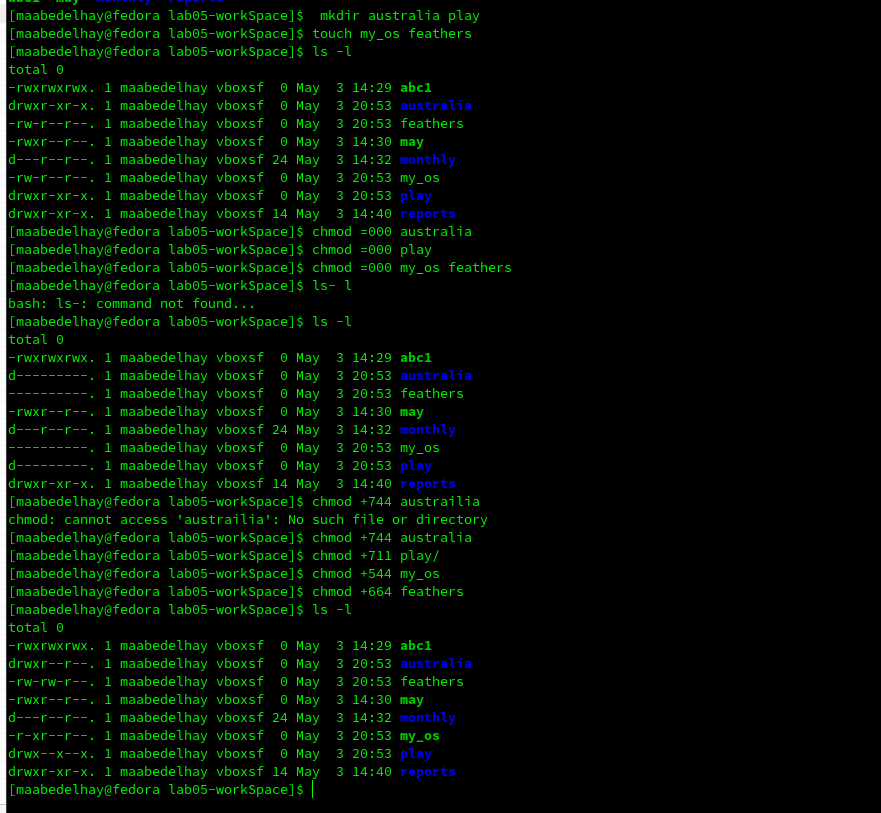 [maabedelhay@fedora lab05-workSpace]$  mkdir australia play
[maabedelhay@fedora lab05-workSpace]$ touch my_os feathers
[maabedelhay@fedora lab05-workSpace]$ ls -l
total 0
-rwxrwxrwx. 1 maabedelhay vboxsf  0 May  3 14:29 abc1
drwxr-xr-x. 1 maabedelhay vboxsf  0 May  3 20:53 australia
-rw-r--r--. 1 maabedelhay vboxsf  0 May  3 20:53 feathers
-rwxr--r--. 1 maabedelhay vboxsf  0 May  3 14:30 may
d---r--r--. 1 maabedelhay vboxsf 24 May  3 14:32 monthly
-rw-r--r--. 1 maabedelhay vboxsf  0 May  3 20:53 my_os
drwxr-xr-x. 1 maabedelhay vboxsf  0 May  3 20:53 play
drwxr-xr-x. 1 maabedelhay vboxsf 14 May  3 14:40 reports
[maabedelhay@fedora lab05-workSpace]$ chmod =000 australia
[maabedelhay@fedora lab05-workSpace]$ chmod =000 play
[maabedelhay@fedora lab05-workSpace]$ chmod =000 my_os feathers
[maabedelhay@fedora lab05-workSpace]$ ls- l
bash: ls-: command not found...
[maabedelhay@fedora lab05-workSpace]$ ls -l
total 0
-rwxrwxrwx. 1 maabedelhay vboxsf  0 May  3 14:29 abc1
d---------. 1 maabedelhay vboxsf  0 May  3 20:53 australia
----------. 1 maabedelhay vboxsf  0 May  3 20:53 feathers
-rwxr--r--. 1 maabedelhay vboxsf  0 May  3 14:30 may
d---r--r--. 1 maabedelhay vboxsf 24 May  3 14:32 monthly
----------. 1 maabedelhay vboxsf  0 May  3 20:53 my_os
d---------. 1 maabedelhay vboxsf  0 May  3 20:53 play
drwxr-xr-x. 1 maabedelhay vboxsf 14 May  3 14:40 reports
[maabedelhay@fedora lab05-workSpace]$ chmod +744 austrailia
chmod: cannot access 'austrailia': No such file or directory
[maabedelhay@fedora lab05-workSpace]$ chmod +744 australia
[maabedelhay@fedora lab05-workSpace]$ chmod +711 play/
[maabedelhay@fedora lab05-workSpace]$ chmod +544 my_os
[maabedelhay@fedora lab05-workSpace]$ chmod +664 feathers
[maabedelhay@fedora lab05-workSpace]$ ls -l
total 0
-rwxrwxrwx. 1 maabedelhay vboxsf  0 May  3 14:29 abc1
drwxr--r--. 1 maabedelhay vboxsf  0 May  3 20:53 australia
-rw-rw-r--. 1 maabedelhay vboxsf  0 May  3 20:53 feathers
-rwxr--r--. 1 maabedelhay vboxsf  0 May  3 14:30 may
d---r--r--. 1 maabedelhay vboxsf 24 May  3 14:32 monthly
-r-xr--r--. 1 maabedelhay vboxsf  0 May  3 20:53 my_os
drwx--x--x. 1 maabedelhay vboxsf  0 May  3 20:53 play
drwxr-xr-x. 1 maabedelhay vboxsf 14 May  3 14:40 reports
[maabedelhay@fedora lab05-workSpace]$